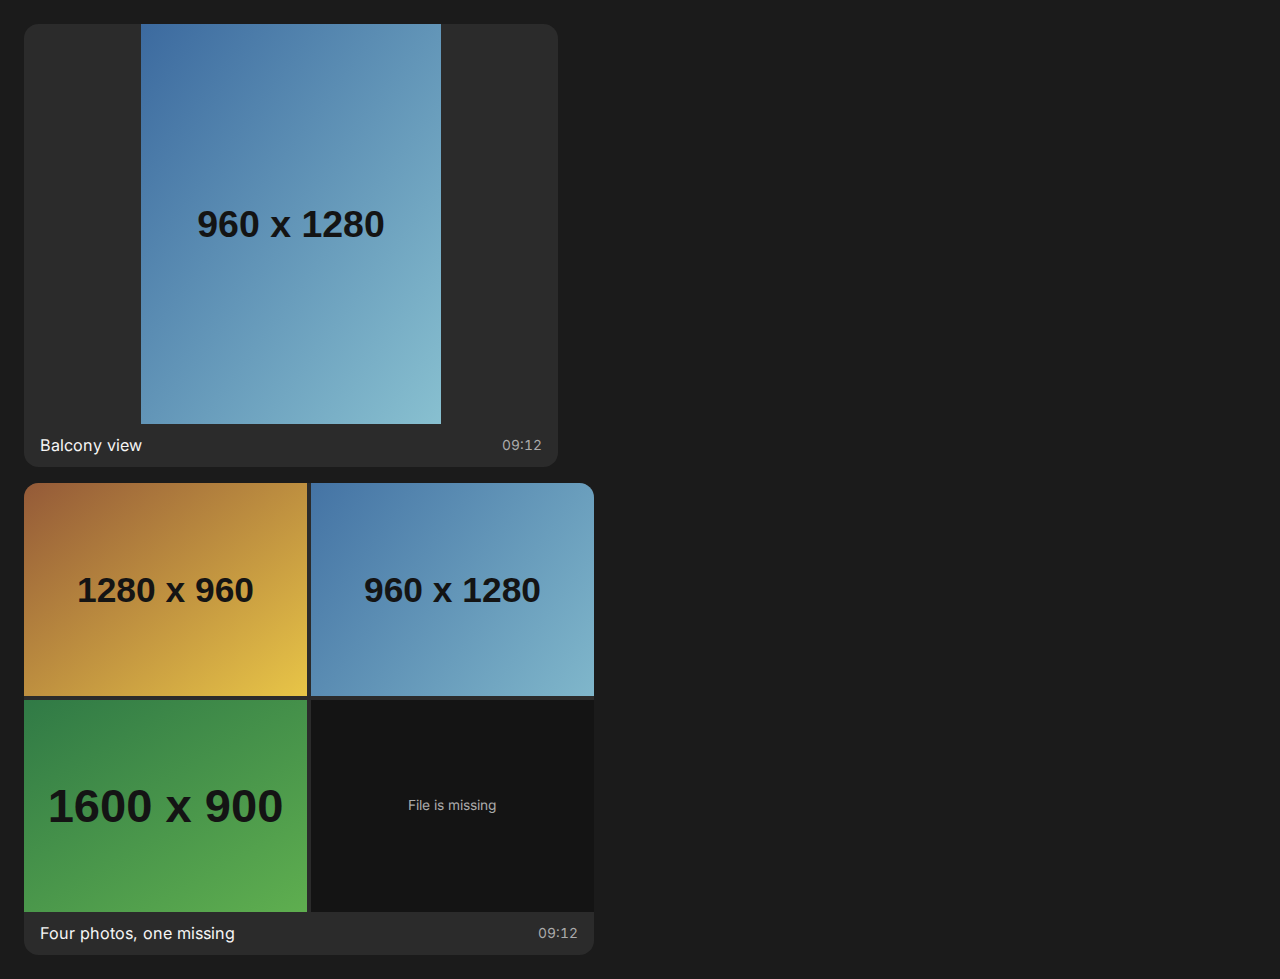 960 x 1280
Balcony view
09:12
1280 x 960
960 x 1280
1600 x 900
File is missing
Four photos, one missing
09:12